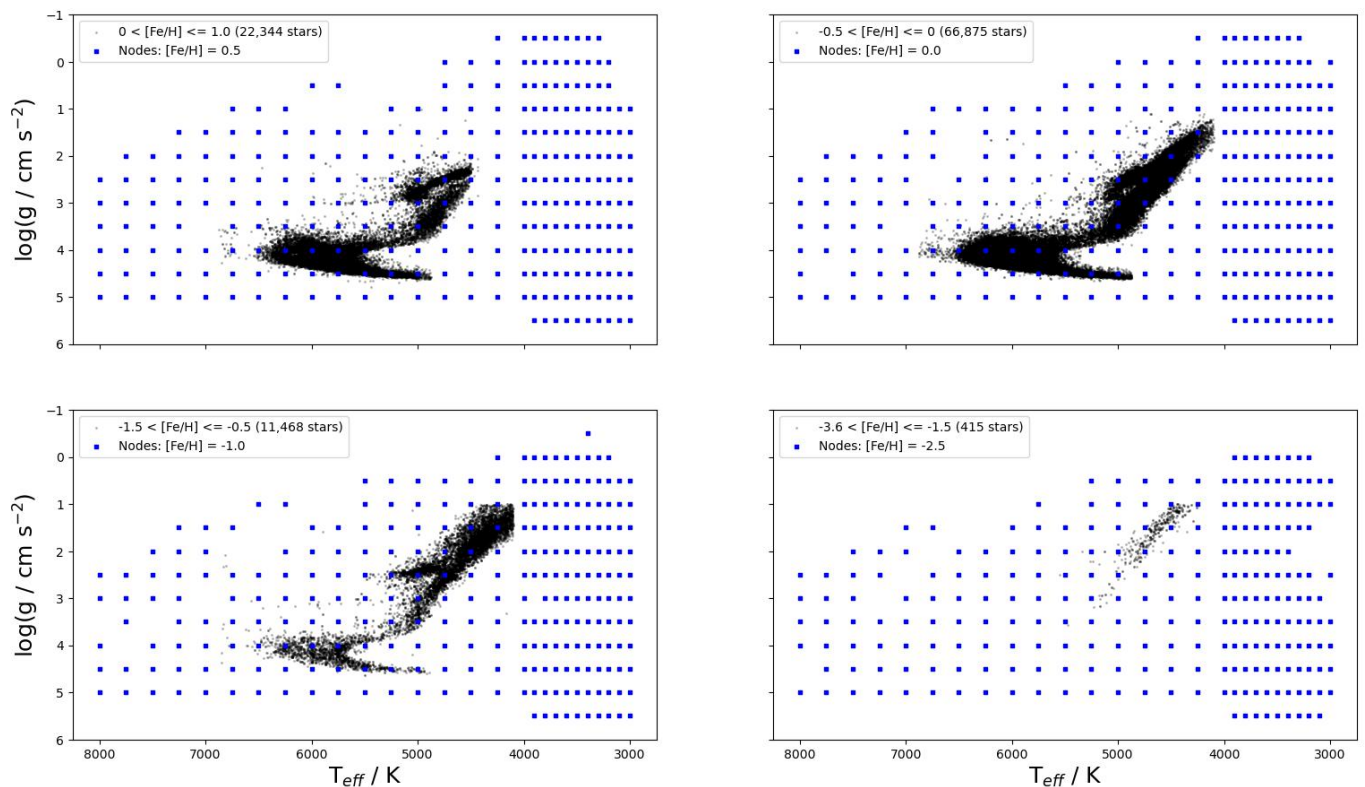 −1
0
1
2
3
4
5
6
log(g / cm s⁻²)
0 < [Fe/H] <= 1.0 (22,344 stars)
Nodes: [Fe/H] = 0.5
-0.5 < [Fe/H] <= 0 (66,875 stars)
Nodes: [Fe/H] = 0.0
−1
0
1
2
3
4
5
6
log(g / cm s⁻²)
-1.5 < [Fe/H] <= -0.5 (11,468 stars)
Nodes: [Fe/H] = -1.0
8000 7000 6000 5000 4000 3000
T_eff / K
-3.6 < [Fe/H] <= -1.5 (415 stars)
Nodes: [Fe/H] = -2.5
8000 7000 6000 5000 4000 3000
T_eff / K